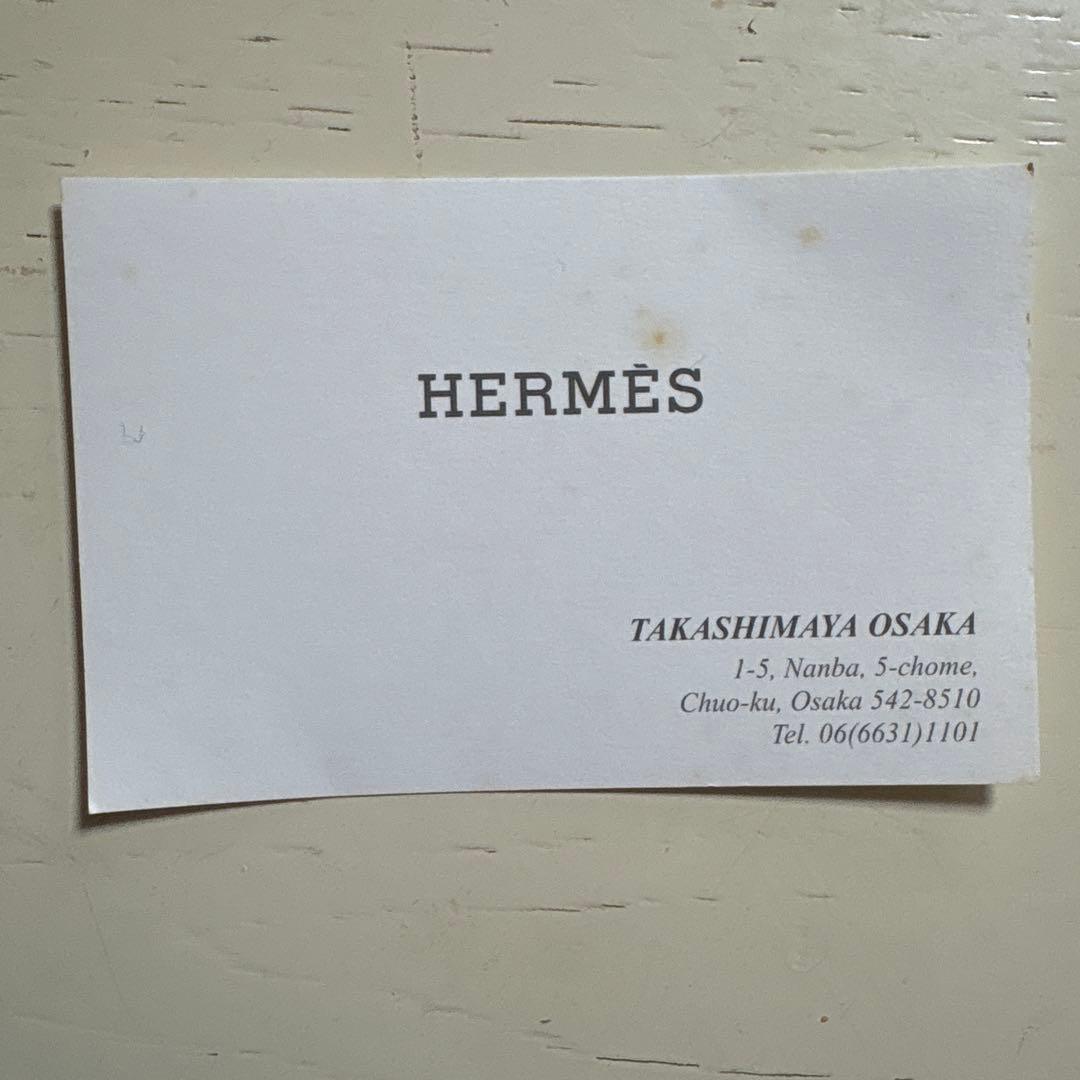 HERMÈS
TAKASHIMAYA OSAKA
1-5, Nanba, 5-chome,
Chuo-ku, Osaka 542-8510
Tel. 06(6631)1101